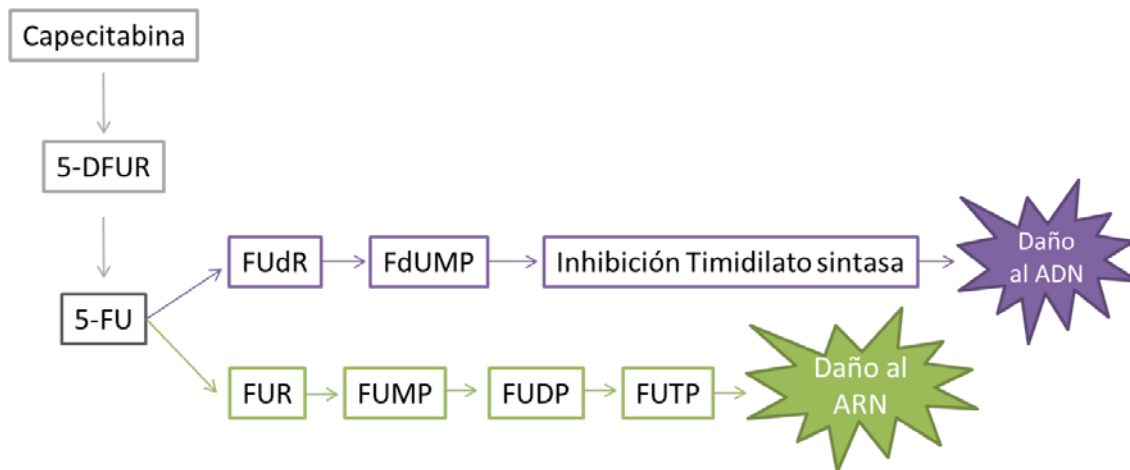 Capecitabina
5-DFUR
5-FU
FUdR
FdUMP
Inhibición Timidilato sintasa
Daño
al ADN
FUR
FUMP
FUDP
FUTP
Daño al
ARN